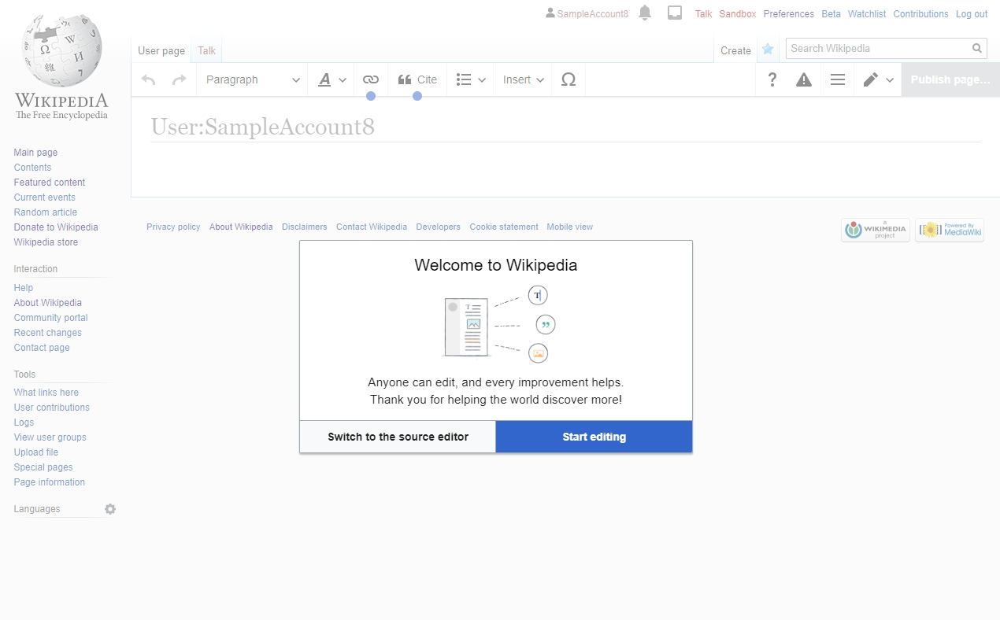 SampleAccount8 Talk Sandbox Preferences Beta Watchlist Contributions Log out
User page Talk Create Search Wikipedia
Paragraph A Cite Insert Ω ? Publish page...
WIKIPEDIA
The Free Encyclopedia
User:SampleAccount8
Main page
Contents
Featured content
Current events
Random article
Donate to Wikipedia
Wikipedia store
Interaction
Help
About Wikipedia
Community portal
Recent changes
Contact page
Tools
What links here
User contributions
Logs
View user groups
Upload file
Special pages
Page information
Languages
Privacy policy About Wikipedia Disclaimers Contact Wikipedia Developers Cookie statement Mobile view
A WIKIMEDIA project
Powered By MediaWiki
Welcome to Wikipedia
T
T
Anyone can edit, and every improvement helps.
Thank you for helping the world discover more!
Switch to the source editor Start editing